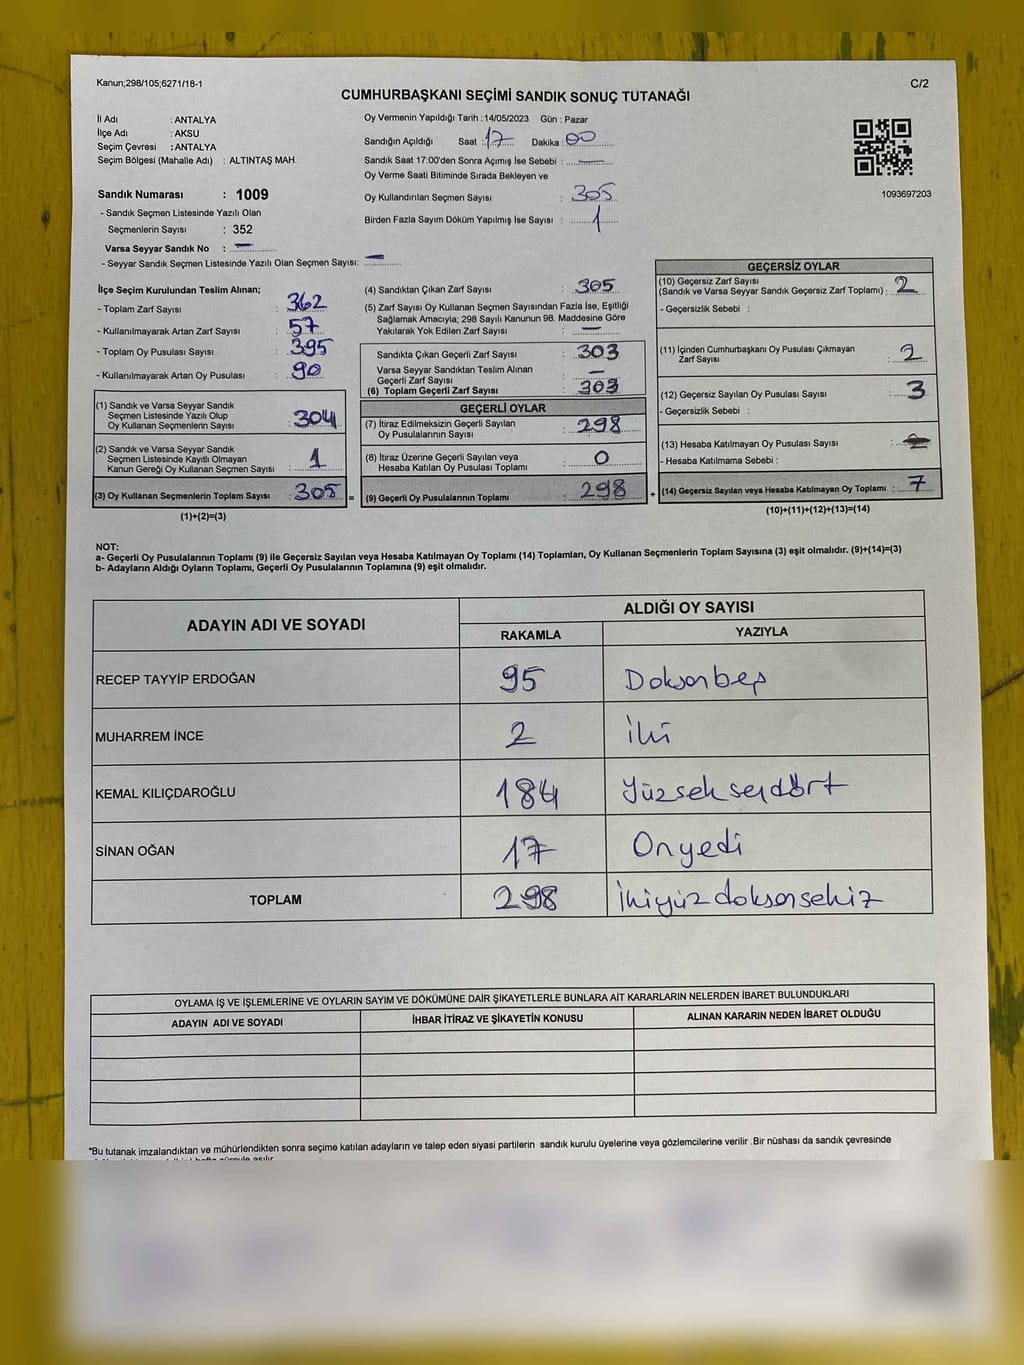 Kanun;298/105;6271/18-1
C/2
CUMHURBAŞKANI SEÇİMİ SANDIK SONUÇ TUTANAĞI
İl Adı : ANTALYA
İlçe Adı : AKSU
Seçim Çevresi : ANTALYA
Seçim Bölgesi (Mahalle Adı) : ALTINTAŞ MAH.
Sandık Numarası : 1009
- Sandık Seçmen Listesinde Yazılı Olan
Seçmenlerin Sayısı : 352
Varsa Seyyar Sandık No : —
- Seyyar Sandık Seçmen Listesinde Yazılı Olan Seçmen Sayısı: —
Oy Vermenin Yapıldığı Tarih : 14/05/2023 Gün : Pazar
Sandığın Açıldığı Saat : 17 Dakika : 00
Sandık Saat 17:00'den Sonra Açımış İse Sebebi : —
Oy Verme Saati Bitiminde Sırada Bekleyen ve
Oy Kullandırılan Seçmen Sayısı : 305
Birden Fazla Sayım Döküm Yapılmış İse Sayısı : 1
1093697203
İlçe Seçim Kurulundan Teslim Alınan;
- Toplam Zarf Sayısı : 362
- Kullanılmayarak Artan Zarf Sayısı : 57
- Toplam Oy Pusulası Sayısı : 395
- Kullanılmayarak Artan Oy Pusulası : 90
(1) Sandık ve Varsa Seyyar Sandık
Seçmen Listesinde Yazılı Olup
Oy Kullanan Seçmenlerin Sayısı : 304
(2) Sandık ve Varsa Seyyar Sandık
Seçmen Listesinde Kayıtlı Olmayan
Kanun Gereği Oy Kullanan Seçmen Sayısı : 1
(3) Oy Kullanan Seçmenlerin Toplam Sayısı : 305 =
(1)+(2)=(3)
(4) Sandıktan Çıkan Zarf Sayısı : 305
(5) Zarf Sayısı Oy Kullanan Seçmen Sayısından Fazla İse, Eşitliği
Sağlamak Amacıyla; 298 Sayılı Kanunun 98. Maddesine Göre
Yakılarak Yok Edilen Zarf Sayısı : —
Sandıkta Çıkan Geçerli Zarf Sayısı : 303
Varsa Seyyar Sandıktan Teslim Alınan
Geçerli Zarf Sayısı : —
(6) Toplam Geçerli Zarf Sayısı : 303
GEÇERLİ OYLAR
(7) İtiraz Edilmeksizin Geçerli Sayılan
Oy Pusulalarının Sayısı : 298
(8) İtiraz Üzerine Geçerli Sayılan veya
Hesaba Katılan Oy Pusulası Toplamı : 0
(9) Geçerli Oy Pusulalarının Toplamı : 298 +
GEÇERSİZ OYLAR
(10) Geçersiz Zarf Sayısı
(Sandık ve Varsa Seyyar Sandık Geçersiz Zarf Toplamı) : 2
- Geçersizlik Sebebi :
(11) İçinden Cumhurbaşkanı Oy Pusulası Çıkmayan
Zarf Sayısı : 2
(12) Geçersiz Sayılan Oy Pusulası Sayısı : 3
- Geçersizlik Sebebi :
(13) Hesaba Katılmayan Oy Pusulası Sayısı :
- Hesaba Katılmama Sebebi :
(14) Geçersiz Sayılan veya Hesaba Katılmayan Oy Toplamı : 7
(10)+(11)+(12)+(13)=(14)
NOT:
a- Geçerli Oy Pusulalarının Toplamı (9) ile Geçersiz Sayılan veya Hesaba Katılmayan Oy Toplamı (14) Toplamları, Oy Kullanan Seçmenlerin Toplam Sayısına (3) eşit olmalıdır. (9)+(14)=(3)
b- Adayların Aldığı Oyların Toplamı, Geçerli Oy Pusulalarının Toplamına (9) eşit olmalıdır.
ADAYIN ADI VE SOYADI
ALDIĞI OY SAYISI
RAKAMLA YAZIYLA
RECEP TAYYİP ERDOĞAN 95 Doksanbeş
MUHARREM İNCE 2 İki
KEMAL KILIÇDAROĞLU 184 Yüzseksendört
SİNAN OĞAN 17 Onyedi
TOPLAM 298 İkiyüzdoksansekiz
OYLAMA İŞ VE İŞLEMLERİNE VE OYLARIN SAYIM VE DÖKÜMÜNE DAİR ŞİKAYETLERLE BUNLARA AİT KARARLARIN NELERDEN İBARET BULUNDUKLARI
ADAYIN ADI VE SOYADI İHBAR İTİRAZ VE ŞİKAYETİN KONUSU ALINAN KARARIN NEDEN İBARET OLDUĞU
*Bu tutanak imzalandıktan ve mühürlendikten sonra seçime katılan adayların ve talep eden siyasi partilerin sandık kurulu üyelerine veya gözlemcilerine verilir .Bir nüshası da sandık çevresinde